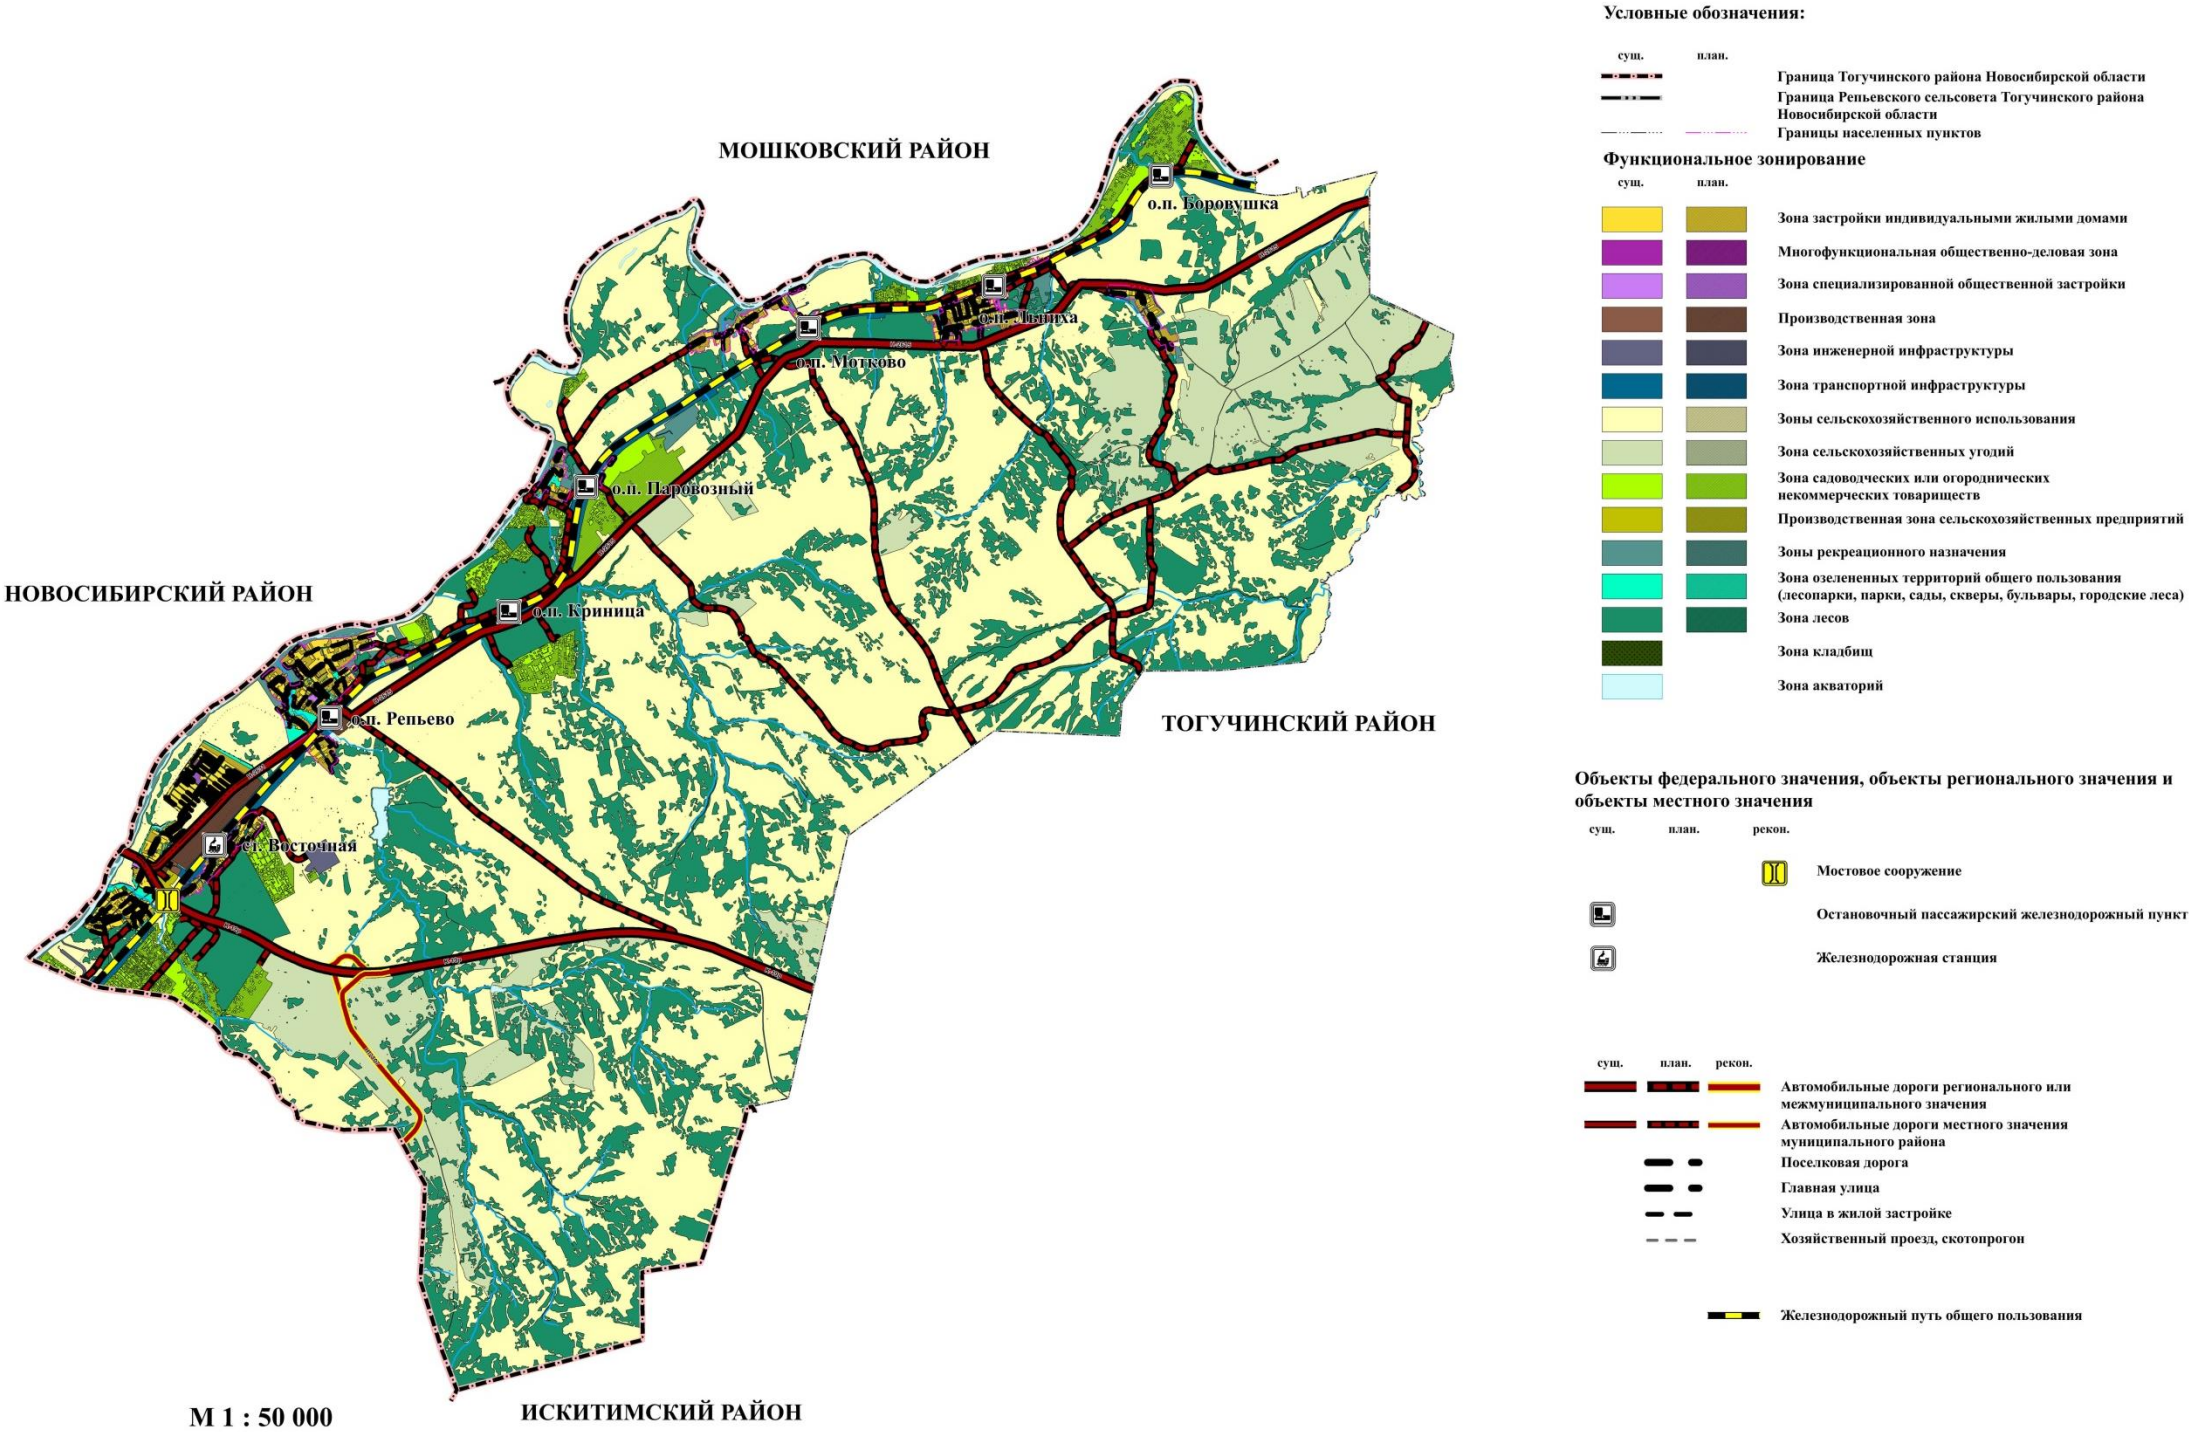 МОШКОВСКИЙ РАЙОН
о.п. Боровушка
о.п. Льниха
о.п. Мотково
о.п. Паровозный
НОВОСИБИРСКИЙ РАЙОН
о.п. Криница
о.п. Репьево
ТОГУЧИНСКИЙ РАЙОН
ст. Восточная
ИСКИТИМСКИЙ РАЙОН
М 1 : 50 000
Условные обозначения:
сущ. план.
Граница Тогучинского района Новосибирской области
Граница Репьевского сельсовета Тогучинского района
Новосибирской области
Границы населенных пунктов
Функциональное зонирование
сущ. план.
Зона застройки индивидуальными жилыми домами
Многофункциональная общественно-деловая зона
Зона специализированной общественной застройки
Производственная зона
Зона инженерной инфраструктуры
Зона транспортной инфраструктуры
Зоны сельскохозяйственного использования
Зона сельскохозяйственных угодий
Зона садоводческих или огороднических
некоммерческих товариществ
Производственная зона сельскохозяйственных предприятий
Зоны рекреационного назначения
Зона озелененных территорий общего пользования
(лесопарки, парки, сады, скверы, бульвары, городские леса)
Зона лесов
Зона кладбищ
Зона акваторий
Объекты федерального значения, объекты регионального значения и
объекты местного значения
сущ. план. рекон.
Мостовое сооружение
Остановочный пассажирский железнодорожный пункт
Железнодорожная станция
сущ. план. рекон.
Автомобильные дороги регионального или
межмуниципального значения
Автомобильные дороги местного значения
муниципального района
Поселковая дорога
Главная улица
Улица в жилой застройке
Хозяйственный проезд, скотопрогон
Железнодорожный путь общего пользования